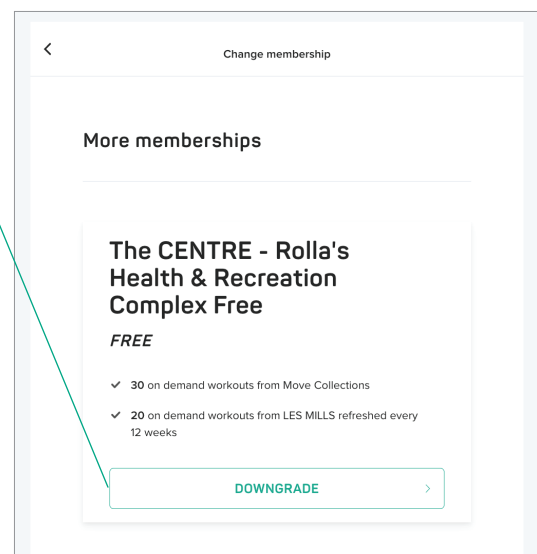 Change membership
More memberships
The CENTRE - Rolla's
Health & Recreation
Complex Free
FREE
30 on demand workouts from Move Collections
20 on demand workouts from LES MILLS refreshed every
12 weeks
DOWNGRADE